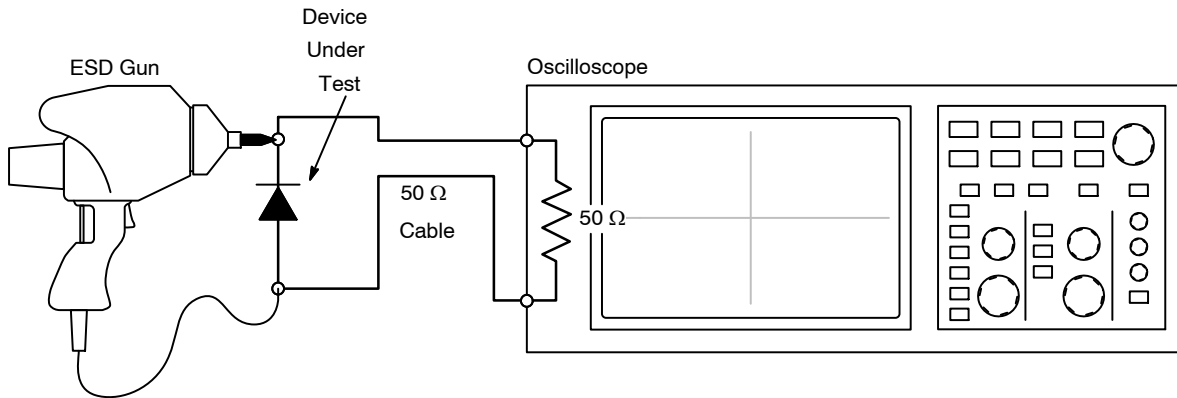 Device
Under
Test
ESD Gun
Oscilloscope
50 Ω
Cable
50 Ω